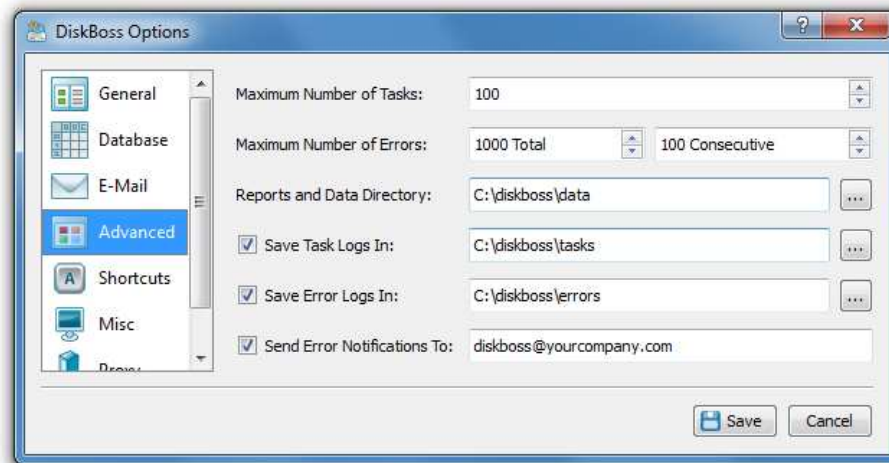 DiskBoss Options
General
Database
E-Mail
Advanced
Shortcuts
Misc
Proxy
Maximum Number of Tasks: 100
Maximum Number of Errors: 1000 Total 100 Consecutive
Reports and Data Directory: C:\diskboss\data ...
Save Task Logs In: C:\diskboss\tasks ...
Save Error Logs In: C:\diskboss\errors ...
Send Error Notifications To: diskboss@yourcompany.com
Save Cancel